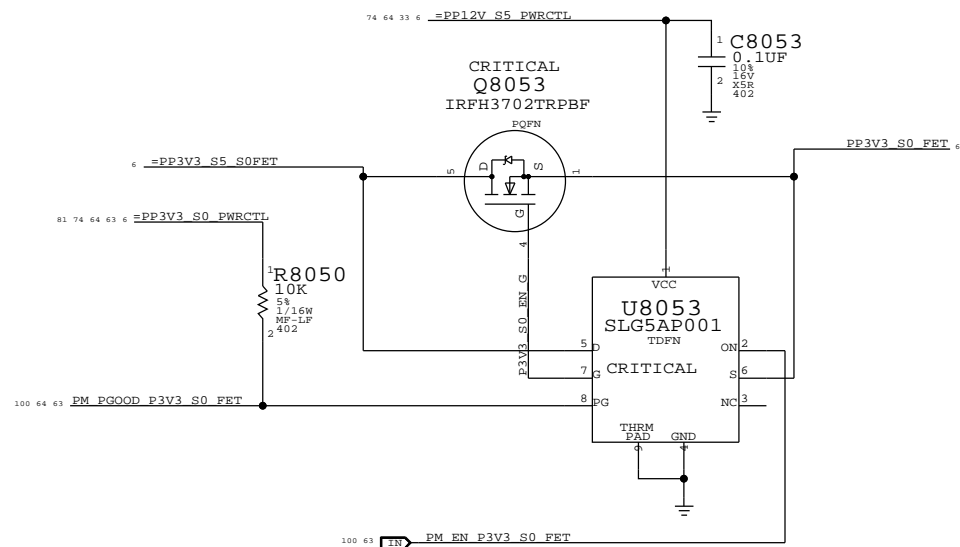 74 64 33 6 =PP12V_S5_PWRCTL
1 C8053
0.1UF
10%
16V
X5R
402
2
CRITICAL
Q8053
IRFH3702TRPBF
PQFN
PP3V3_S0_FET 6
6 =PP3V3_S5_S0FET
5 D S 1
G
4
81 74 64 63 6 =PP3V3_S0_PWRCTL
1 R8050
10K
5%
1/16W
MF-LF
402
2
P3V3_S0_EN_G
1
VCC
U8053
SLG5AP001
TDFN
5 D ON 2
CRITICAL
7 G S 6
8 PG NC 3
THRM
PAD GND
9 4
100 64 63 PM_PGOOD_P3V3_S0_FET
100 63 IN PM_EN_P3V3_S0_FET